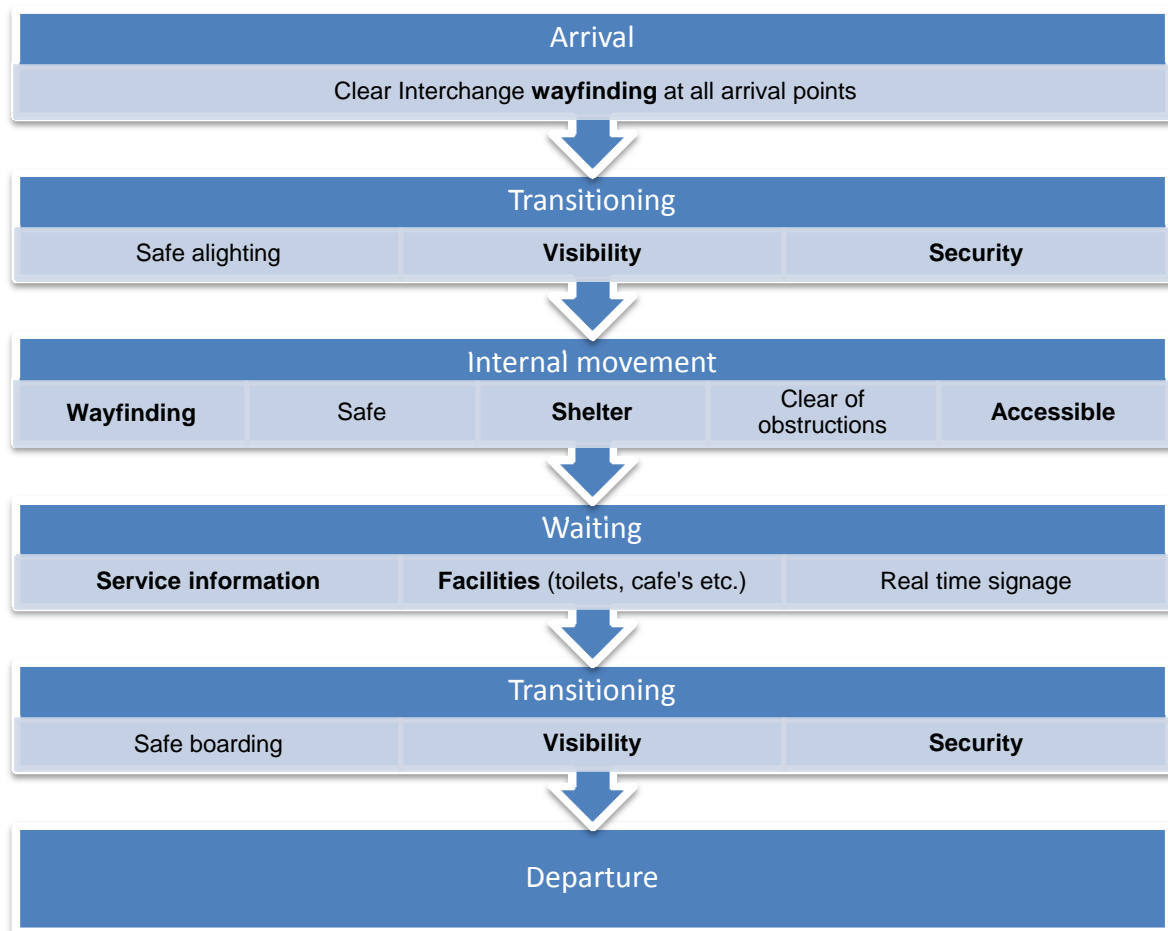 Arrival
Clear Interchange wayfinding at all arrival points
Transitioning
Safe alighting
Visibility
Security
Internal movement
Wayfinding
Safe
Shelter
Clear of
obstructions
Accessible
Waiting
Service information
Facilities (toilets, cafe's etc.)
Real time signage
Transitioning
Safe boarding
Visibility
Security
Departure